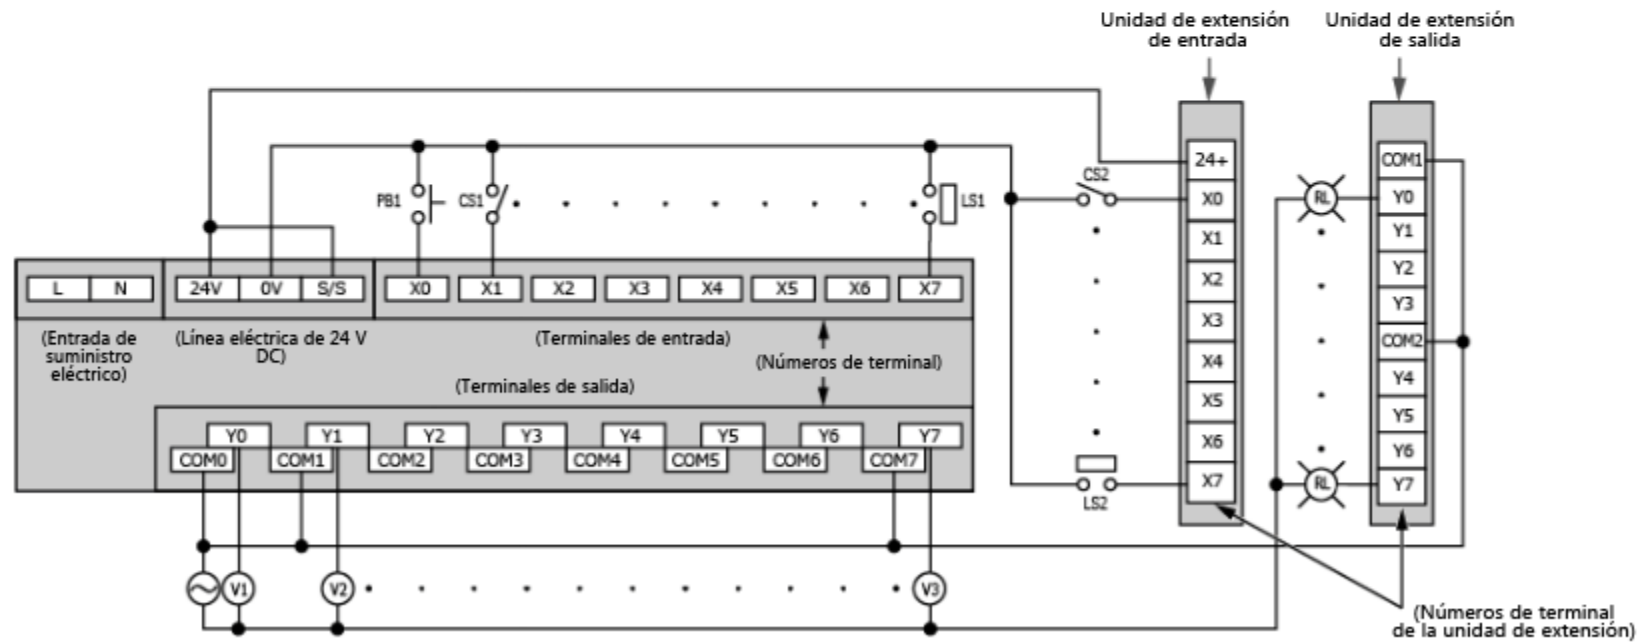 Unidad de extensión
de entrada
Unidad de extensión
de salida
24+
COM1
CS2
PB1
CS1
LS1
X0
RL
Y0
X1
Y1
X2
Y2
X3
Y3
X4
COM2
X5
Y4
X6
Y5
X7
Y6
RL
Y7
LS2
L N 24V 0V S/S X0 X1 X2 X3 X4 X5 X6 X7
(Entrada de
suministro
eléctrico)
(Línea eléctrica de 24 V
DC)
(Terminales de entrada)
(Números de terminal)
(Terminales de salida)
Y0 Y1 Y2 Y3 Y4 Y5 Y6 Y7
COM0 COM1 COM2 COM3 COM4 COM5 COM6 COM7
V1 V2 V3
(Números de terminal
de la unidad de extensión)